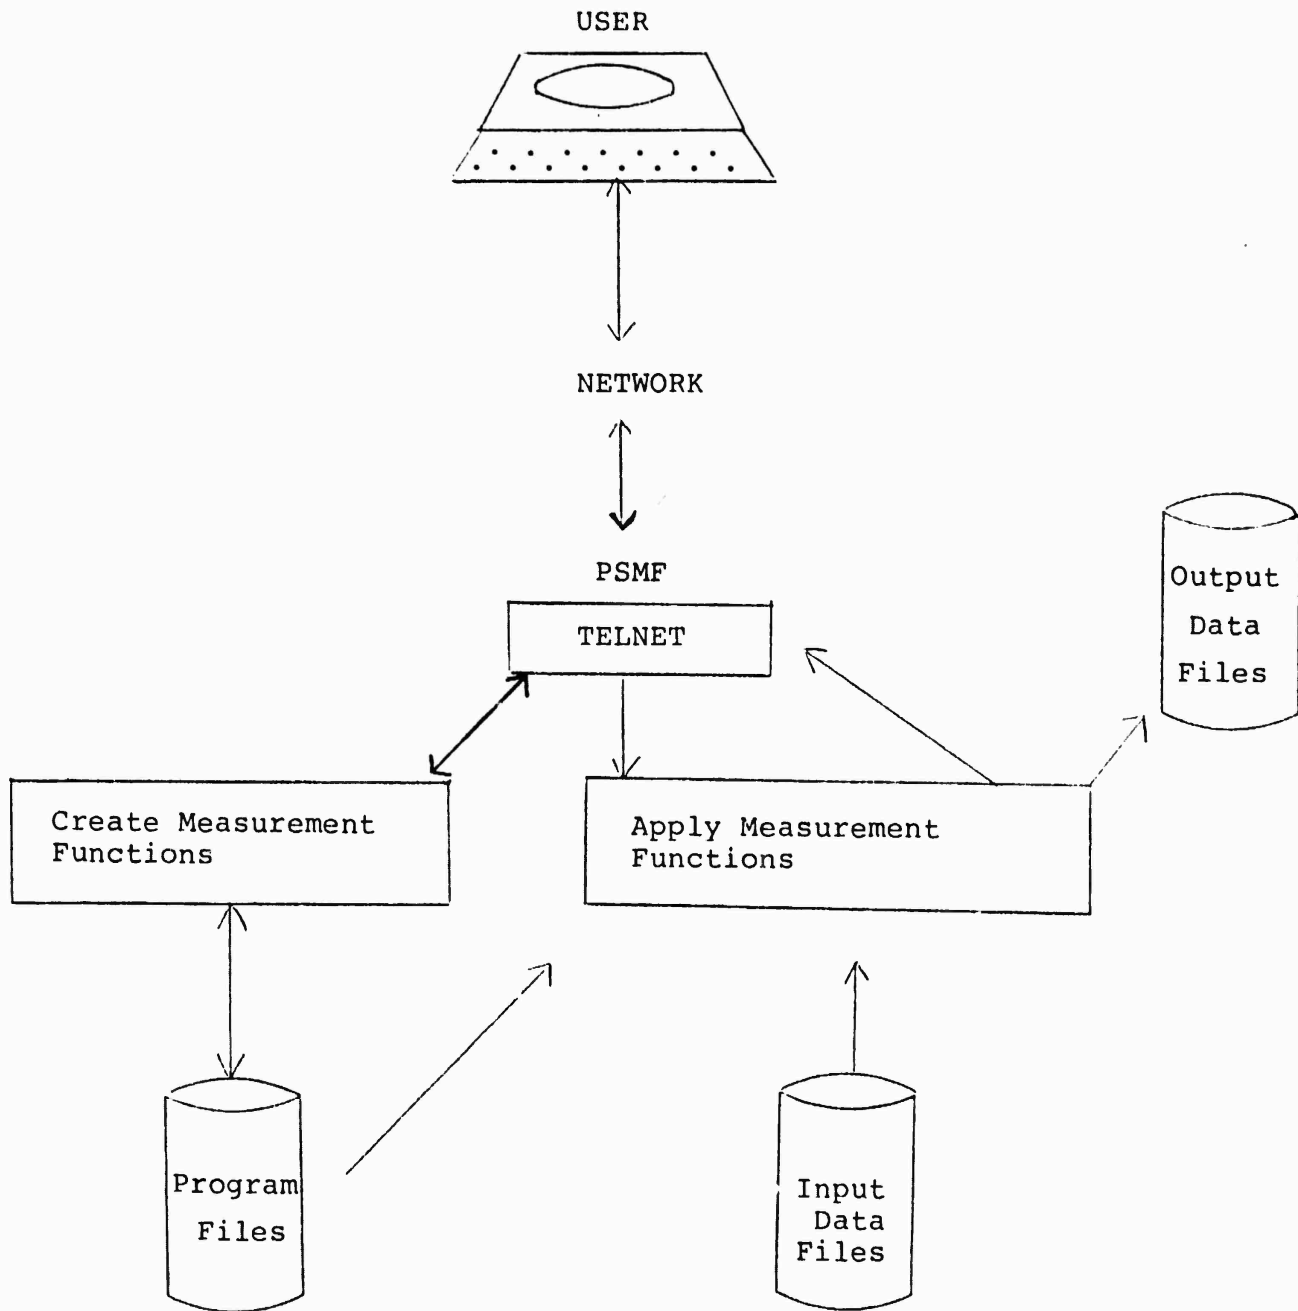 USER
NETWORK
PSMF
TELNET
Output
Data
Files
Create Measurement
Functions
Apply Measurement
Functions
Program
Files
Input
Data
Files